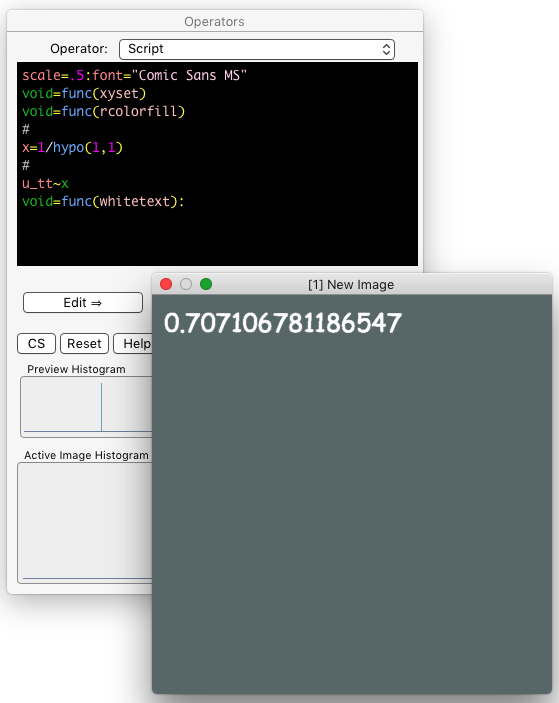 Operators
Operator: Script
scale=.5:font="Comic Sans MS"
void=func(xyset)
void=func(rcolorfill)
#
x=1/hypo(1,1)
#
u_tt~x
void=func(whitetext):
[1] New Image
Edit ⇒
0.707106781186547
CS Reset Help
Preview Histogram
Active Image Histogram